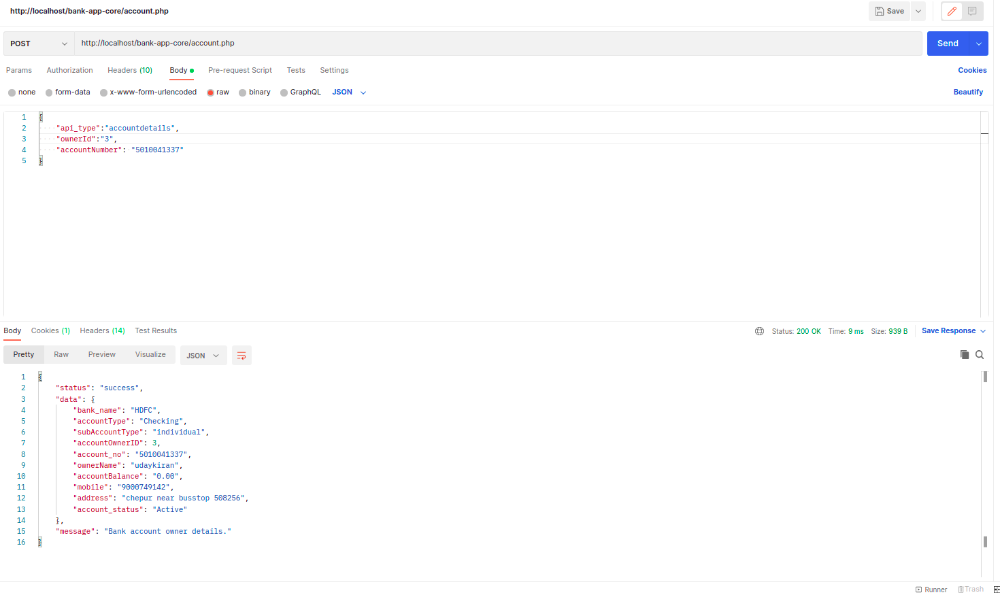 http://localhost/bank-app-core/account.php
Save
POST
http://localhost/bank-app-core/account.php
Send
Params Authorization Headers (10) Body Pre-request Script Tests Settings Cookies
none form-data x-www-form-urlencoded raw binary GraphQL JSON Beautify
1 {
2 "api_type":"accountdetails",
3 "ownerId":"3",
4 "accountNumber": "5010041337"
5 }
Body Cookies (1) Headers (14) Test Results Status: 200 OK Time: 9 ms Size: 939 B Save Response
Pretty Raw Preview Visualize JSON
1 {
2 "status": "success",
3 "data": {
4 "bank_name": "HDFC",
5 "accountType": "Checking",
6 "subAccountType": "individual",
7 "accountOwnerID": 3,
8 "account_no": "5010041337",
9 "ownerName": "udaykiran",
10 "accountBalance": "0.00",
11 "mobile": "9000749142",
12 "address": "chepur near busstop 508256",
13 "account_status": "Active"
14 },
15 "message": "Bank account owner details."
16 }
Runner Trash